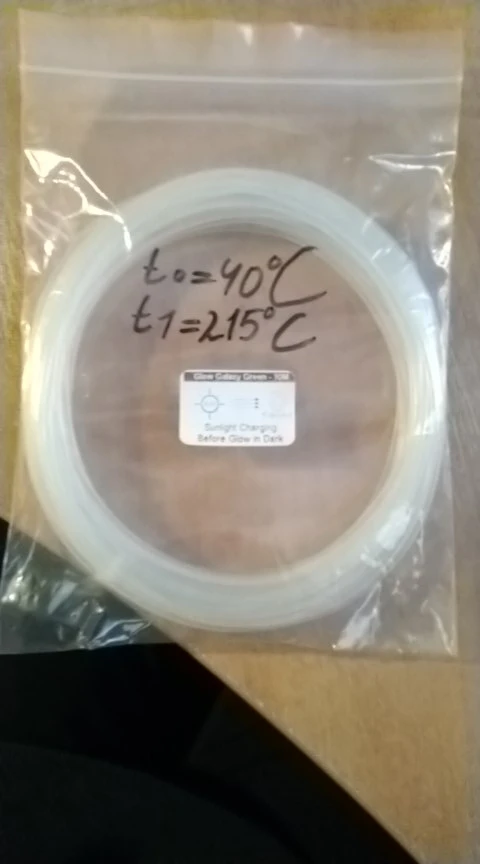 t0=40°C
t1=215°C
Glow Galaxy Green - 10M
Sunlight Charging
Before Glow in Dark